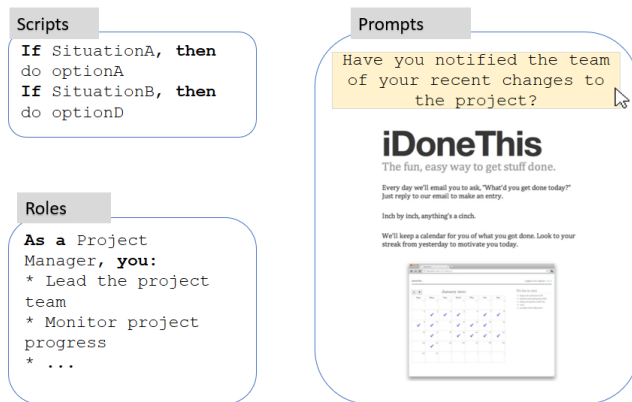 Scripts
If SituationA, then
do optionA
If SituationB, then
do optionD
Roles
As a Project
Manager, you:
* Lead the project
team
* Monitor project
progress
* ...
Prompts
Have you notified the team
of your recent changes to
the project?
iDoneThis
The fun, easy way to get stuff done.
Every day we'll email you to ask, "What'd you get done today?"
Just reply to our email to make an entry.
Inch by inch, anything's a cinch.
We'll keep a calendar for you of what you got done. Look to your
streak from yesterday to motivate you today.